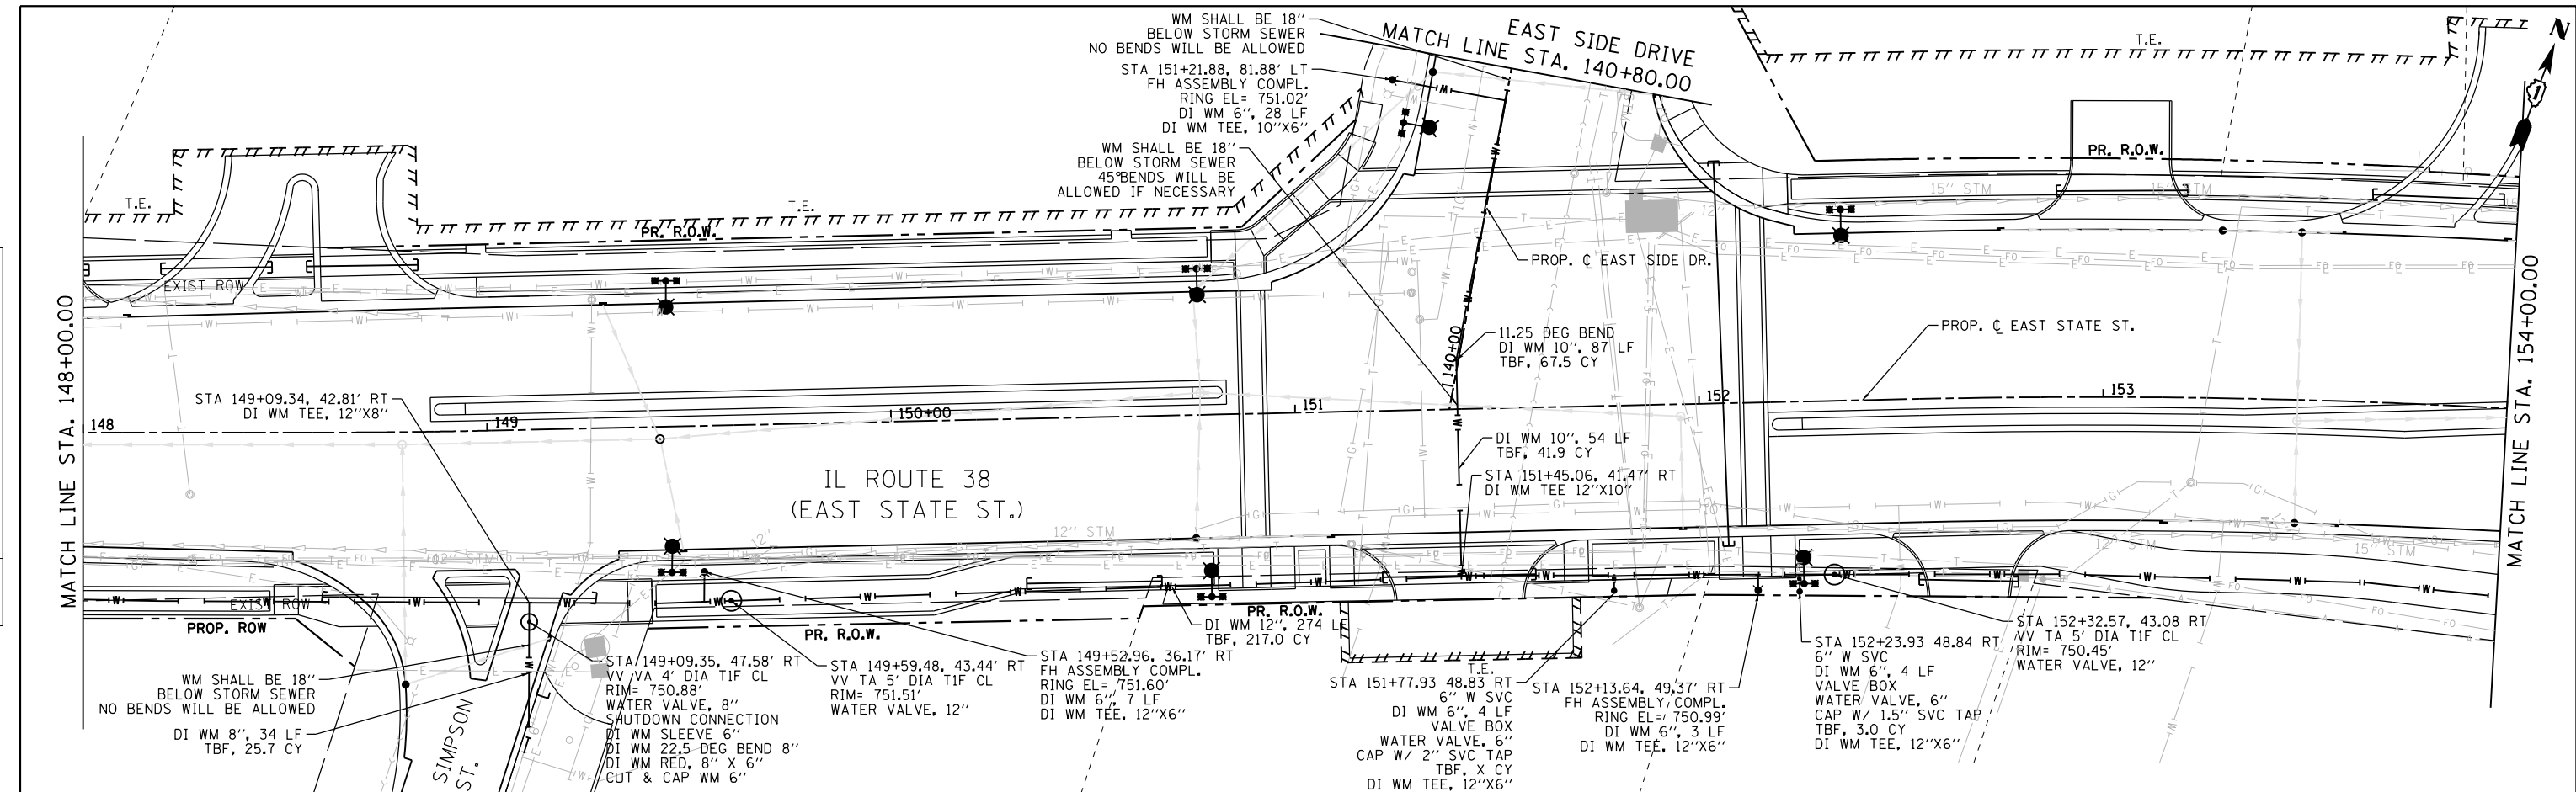 WM SHALL BE 18"
BELOW STORM SEWER
NO BENDS WILL BE ALLOWED
STA 151+21.88, 81.88' LT
FH ASSEMBLY COMPL.
RING EL= 751.02'
DI WM 6", 28 LF
DI WM TEE, 10"X6"
WM SHALL BE 18"
BELOW STORM SEWER
45°BENDS WILL BE
ALLOWED IF NECESSARY
EAST SIDE DRIVE
MATCH LINE STA. 140+80.00
T.E.
N
1
T.E.
T.E.
PR. R.O.W.
PR. R.O.W.
15" STM
15" STM
12"
EXIST ROW
PROP. ℄ EAST SIDE DR.
PROP. ℄ EAST STATE ST.
11.25 DEG BEND
DI WM 10", 87 LF
TBF, 67.5 CY
140+00
MATCH LINE STA. 148+00.00
MATCH LINE STA. 154+00.00
STA 149+09.34, 42.81' RT
DI WM TEE, 12"X8"
148
149
150+00
151
152
153
DI WM 10", 54 LF
TBF, 41.9 CY
STA 151+45.06, 41.47' RT
DI WM TEE 12"X10"
IL ROUTE 38
(EAST STATE ST.)
12" STM
12" STM
12"
12" STM
15" STM
EXIST ROW
PROP. ROW
PR. R.O.W.
PR. R.O.W.
DI WM 12", 274 LF
TBF, 217.0 CY
T.E.
WM SHALL BE 18"
BELOW STORM SEWER
NO BENDS WILL BE ALLOWED
DI WM 8", 34 LF
TBF, 25.7 CY
SIMPSON
ST.
STA 149+09.35, 47.58' RT
VV VA 4' DIA T1F CL
RIM= 750.88'
WATER VALVE, 8"
SHUTDOWN CONNECTION
DI WM SLEEVE 6"
DI WM 22.5 DEG BEND 8"
DI WM RED, 8" X 6"
CUT & CAP WM 6"
STA 149+59.48, 43.44' RT
VV TA 5' DIA T1F CL
RIM= 751.51'
WATER VALVE, 12"
STA 149+52.96, 36.17' RT
FH ASSEMBLY COMPL.
RING EL= 751.60'
DI WM 6", 7 LF
DI WM TEE, 12"X6"
STA 151+77.93 48.83 RT
6" W SVC
DI WM 6", 4 LF
VALVE BOX
WATER VALVE, 6"
CAP W/ 2" SVC TAP
TBF, X CY
DI WM TEE, 12"X6"
STA 152+13.64, 49.37' RT
FH ASSEMBLY COMPL.
RING EL= 750.99'
DI WM 6", 3 LF
DI WM TEE, 12"X6"
STA 152+23.93 48.84 RT
6" W SVC
DI WM 6", 4 LF
VALVE BOX
WATER VALVE, 6"
CAP W/ 1.5" SVC TAP
TBF, 3.0 CY
DI WM TEE, 12"X6"
STA 152+32.57, 43.08 RT
VV TA 5' DIA T1F CL
RIM= 750.45'
WATER VALVE, 12"